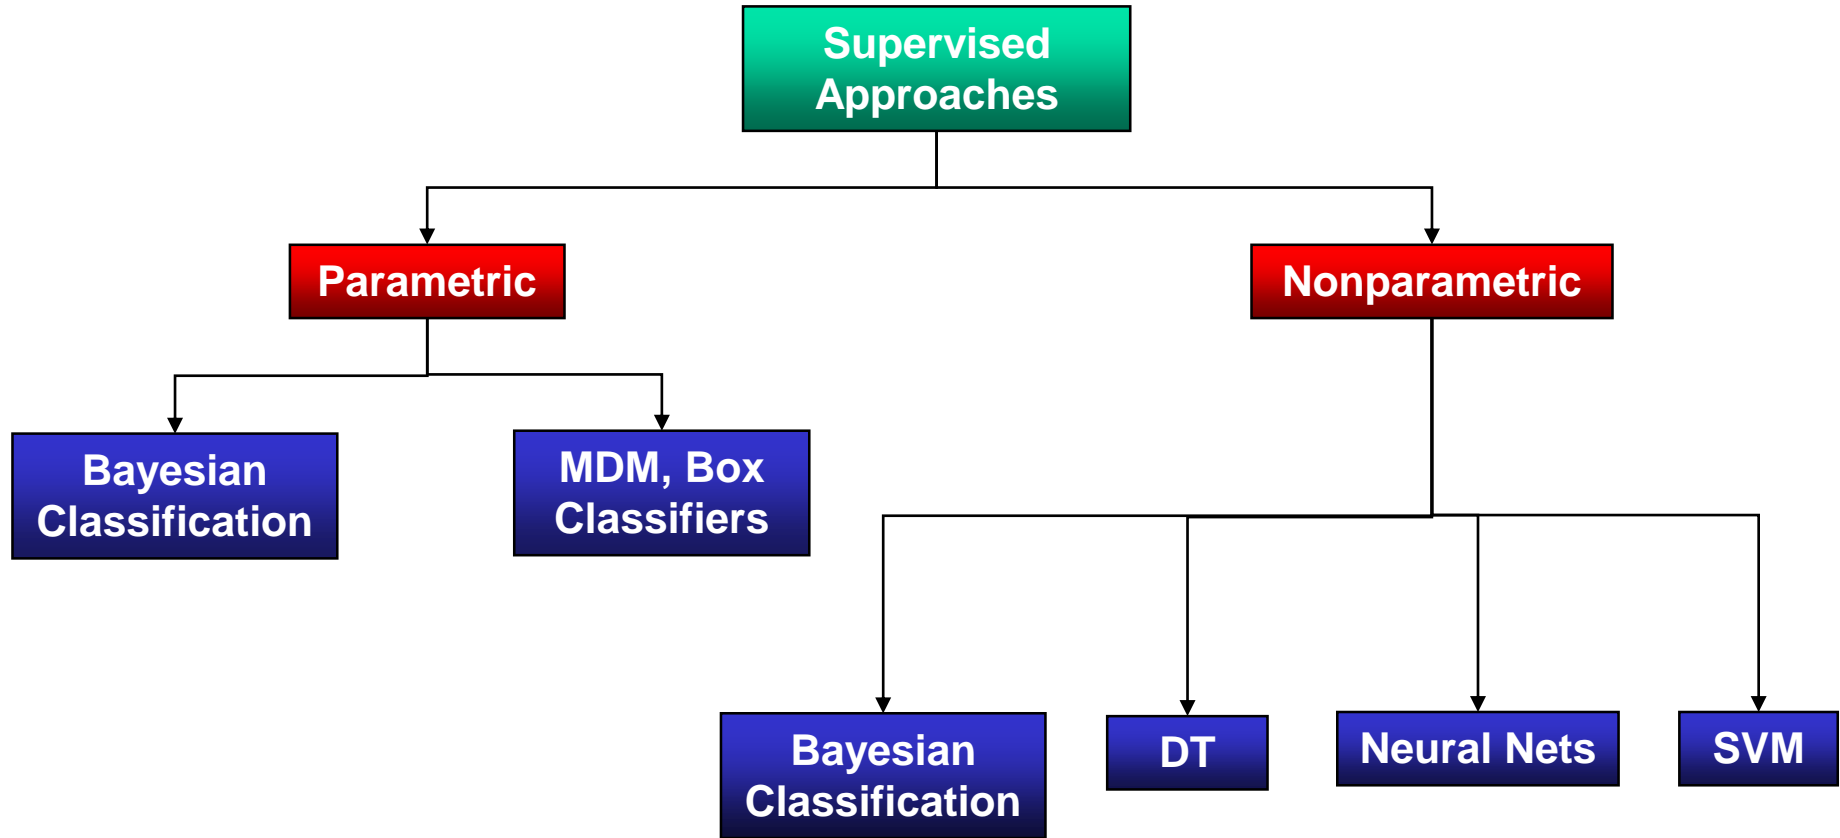 Supervised
Approaches
Parametric
Nonparametric
Bayesian
Classification
MDM, Box
Classifiers
Bayesian
Classification
DT
Neural Nets
SVM